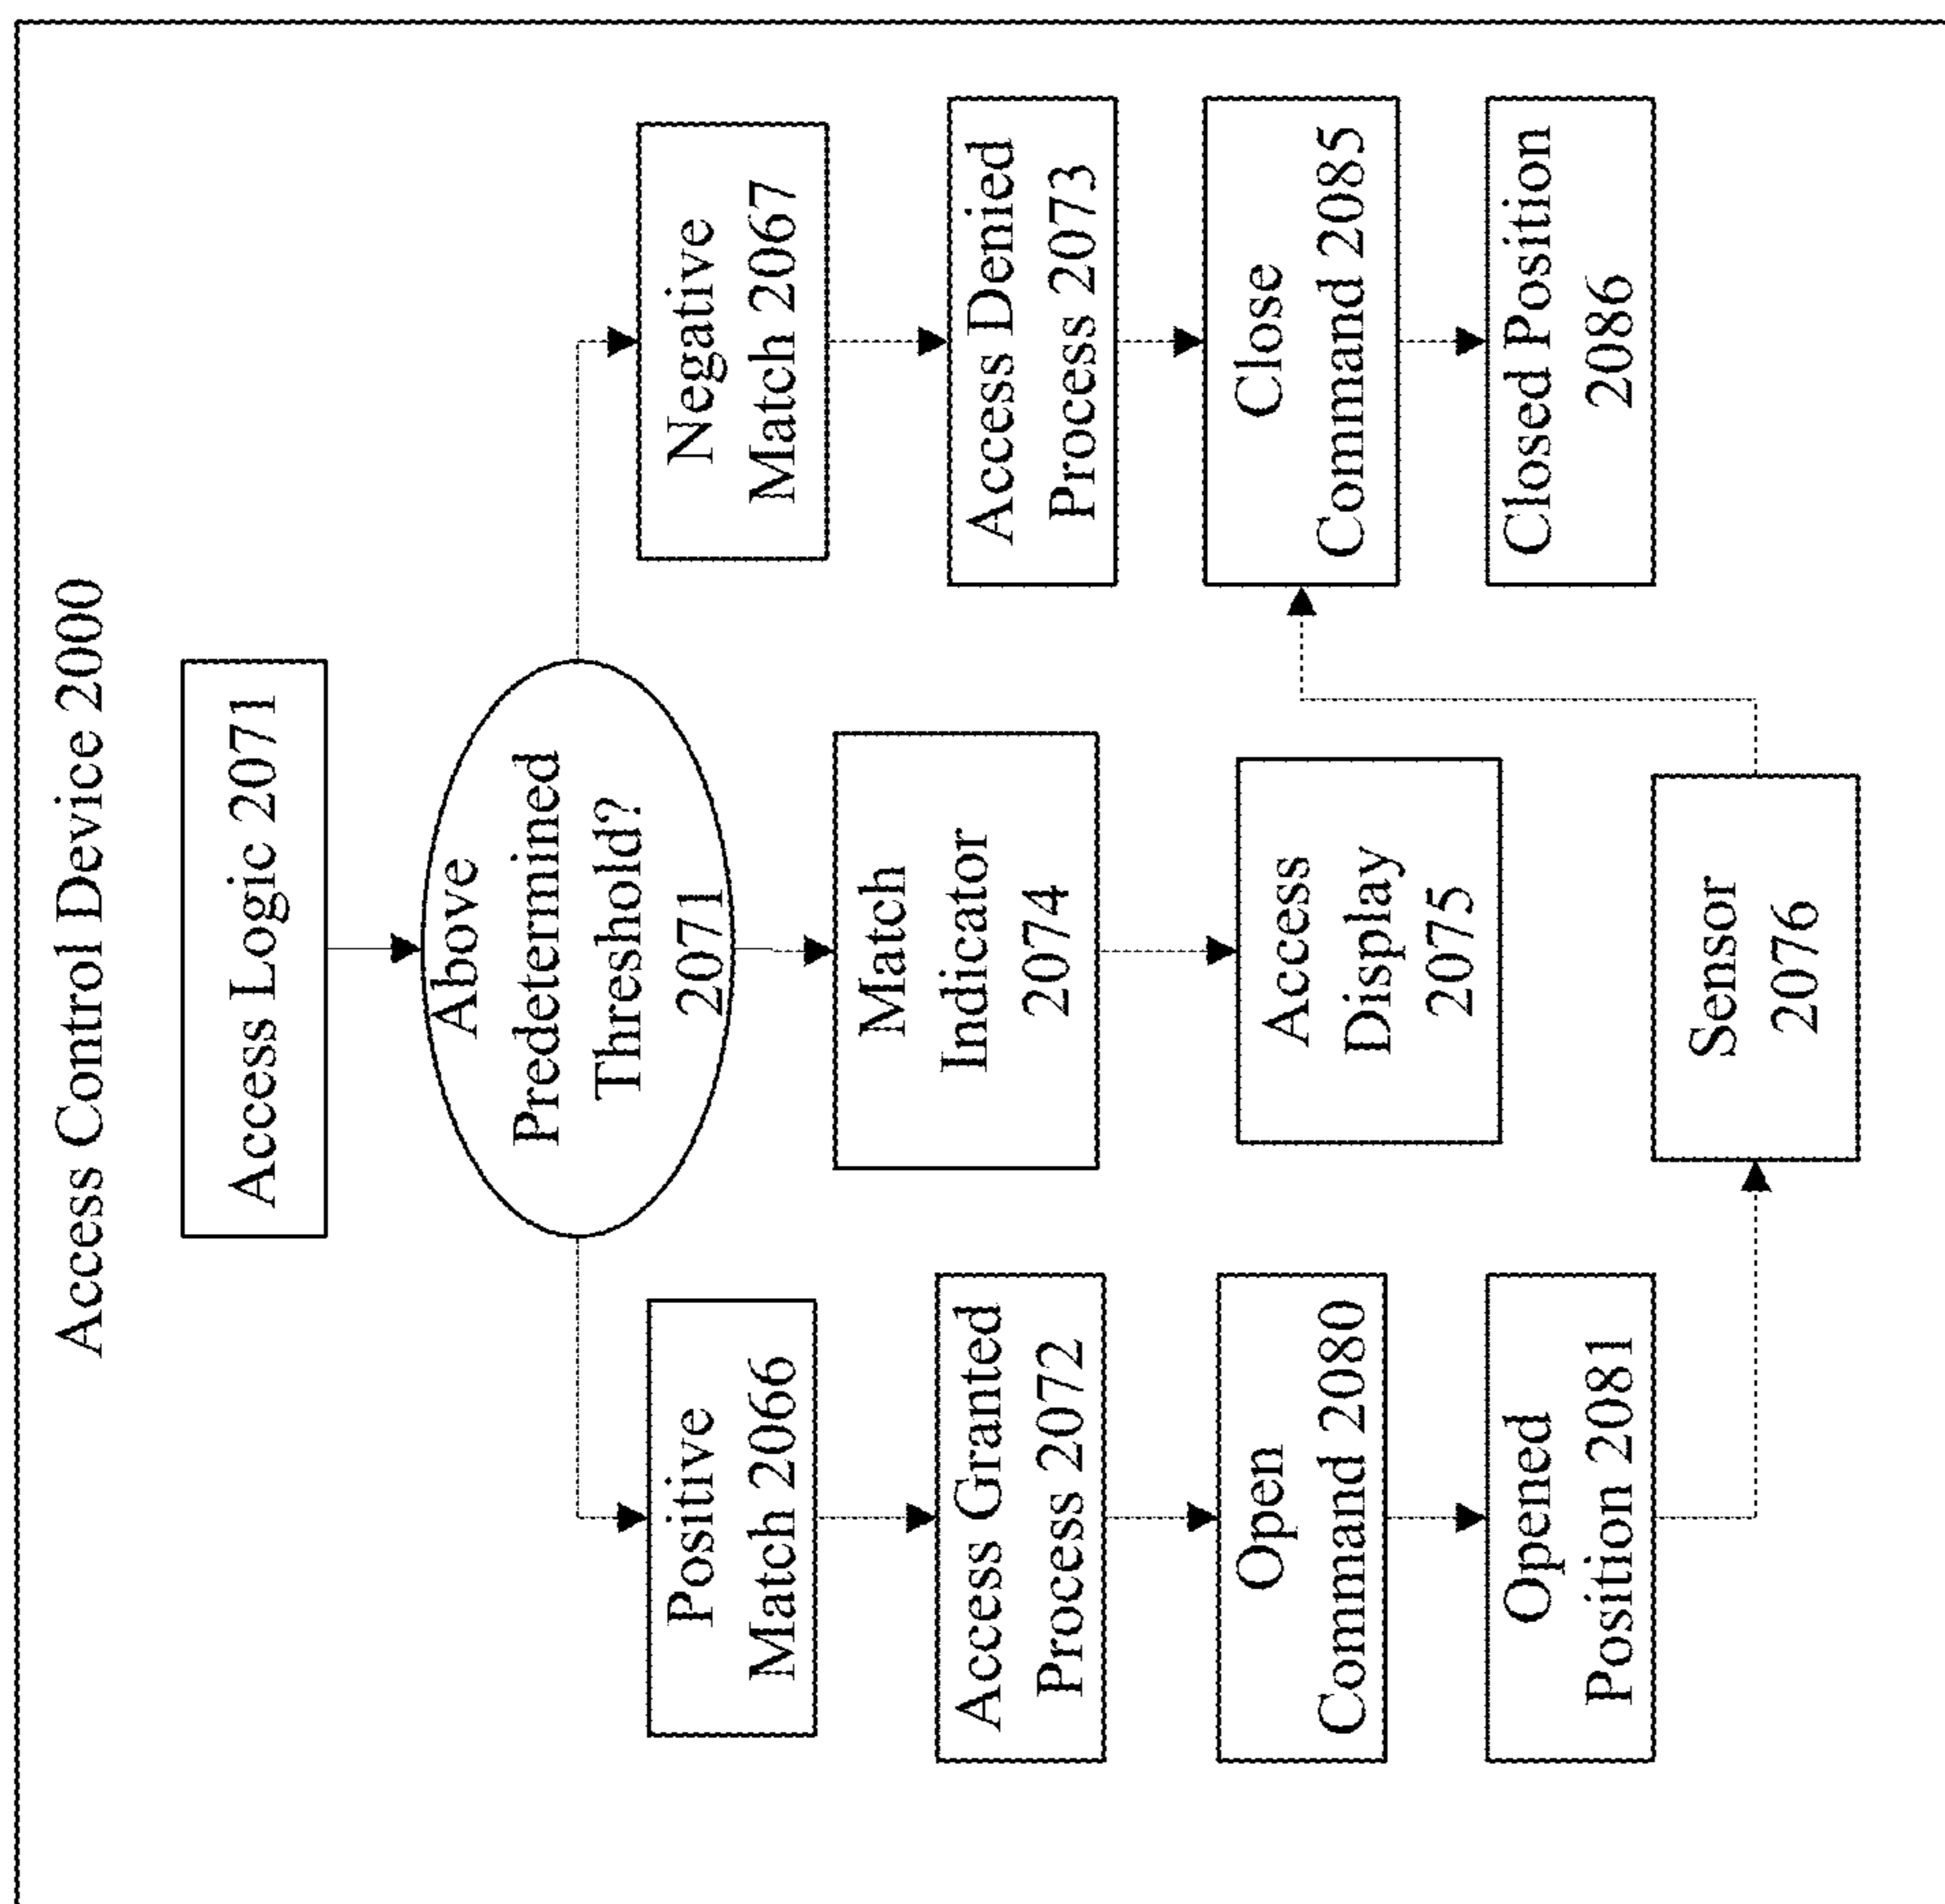 Access Control Device 2000
Access Logic 2071
Above
Predetermined
Threshold?
2071
Positive
Match 2066
Match
Indicator
2074
Negative
Match 2067
Access Granted
Process 2072
Access Denied
Process 2073
Open
Command 2080
Access
Display
2075
Close
Command 2085
Opened
Position 2081
Closed Position
2086
Sensor
2076